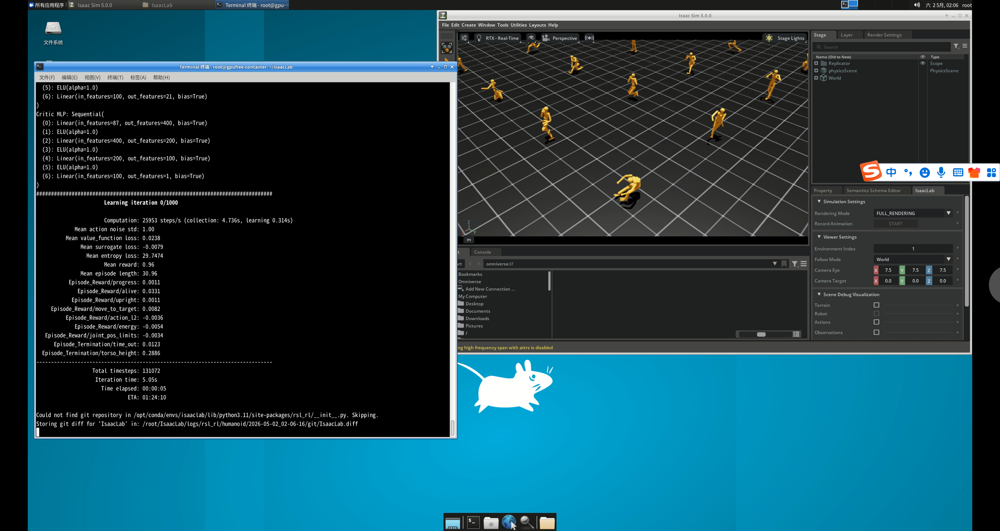 所有应用程序
Isaac Sim 5.0.0
IsaacLab
Terminal 终端 - root@gpu···
六 2 5月, 02:06 root
文件系统
Terminal 终端 - root@gpufree-container: ~/IsaacLab
文件(F) 编辑(E) 视图(V) 终端(T) 标签(A) 帮助(H)
(5): ELU(alpha=1.0)
(6): Linear(in_features=100, out_features=21, bias=True)
)
Critic MLP: Sequential(
(0): Linear(in_features=87, out_features=400, bias=True)
(1): ELU(alpha=1.0)
(2): Linear(in_features=400, out_features=200, bias=True)
(3): ELU(alpha=1.0)
(4): Linear(in_features=200, out_features=100, bias=True)
(5): ELU(alpha=1.0)
(6): Linear(in_features=100, out_features=1, bias=True)
)
################################################################################
Learning iteration 0/1000
Computation: 25953 steps/s (collection: 4.736s, learning 0.314s)
Mean action noise std: 1.00
Mean value_function loss: 0.0238
Mean surrogate loss: -0.0079
Mean entropy loss: 29.7474
Mean reward: 0.96
Mean episode length: 30.96
Episode_Reward/progress: 0.0011
Episode_Reward/alive: 0.0331
Episode_Reward/upright: 0.0011
Episode_Reward/move_to_target: 0.0082
Episode_Reward/action_l2: -0.0036
Episode_Reward/energy: -0.0054
Episode_Reward/joint_pos_limits: -0.0034
Episode_Termination/time_out: 0.0123
Episode_Termination/torso_height: 0.2886
--------------------------------------------------------------------------------
Total timesteps: 131072
Iteration time: 5.05s
Time elapsed: 00:00:05
ETA: 01:24:10
Could not find git repository in /opt/conda/envs/isaaclab/lib/python3.11/site-packages/rsl_rl/__init__.py. Skipping.
Storing git diff for 'IsaacLab' in: /root/IsaacLab/logs/rsl_rl/humanoid/2026-05-02_02-06-16/git/IsaacLab.diff
Isaac Sim 5.0.0
File Edit Create Window Tools Utilities Layouts Help
RTX - Real-Time
Perspective
Stage Lights
Z
X
Y
m
Stage Layer Render Settings
Search
Name (Old to New) Type
Replicator Scope
physicsScene PhysicsScene
World
中
Property Semantics Schema Editor IsaacLab
Simulation Settings
Rendering Mode FULL_RENDERING
Record Animation START
Viewer Settings
Environment Index 1
Follow Mode World
Camera Eye X 7.5 Y 7.5 Z 7.5
Camera Target X 0.0 Y 0.0 Z 0.0
Scene Debug Visualization
Terrain
Robot
Actions
Observations
t Console
ort omniverse://
Bookmarks
Omniverse
Add New Connection ...
My Computer
Desktop
Documents
Downloads
Pictures
/
ng high frequency span with attrs is disabled